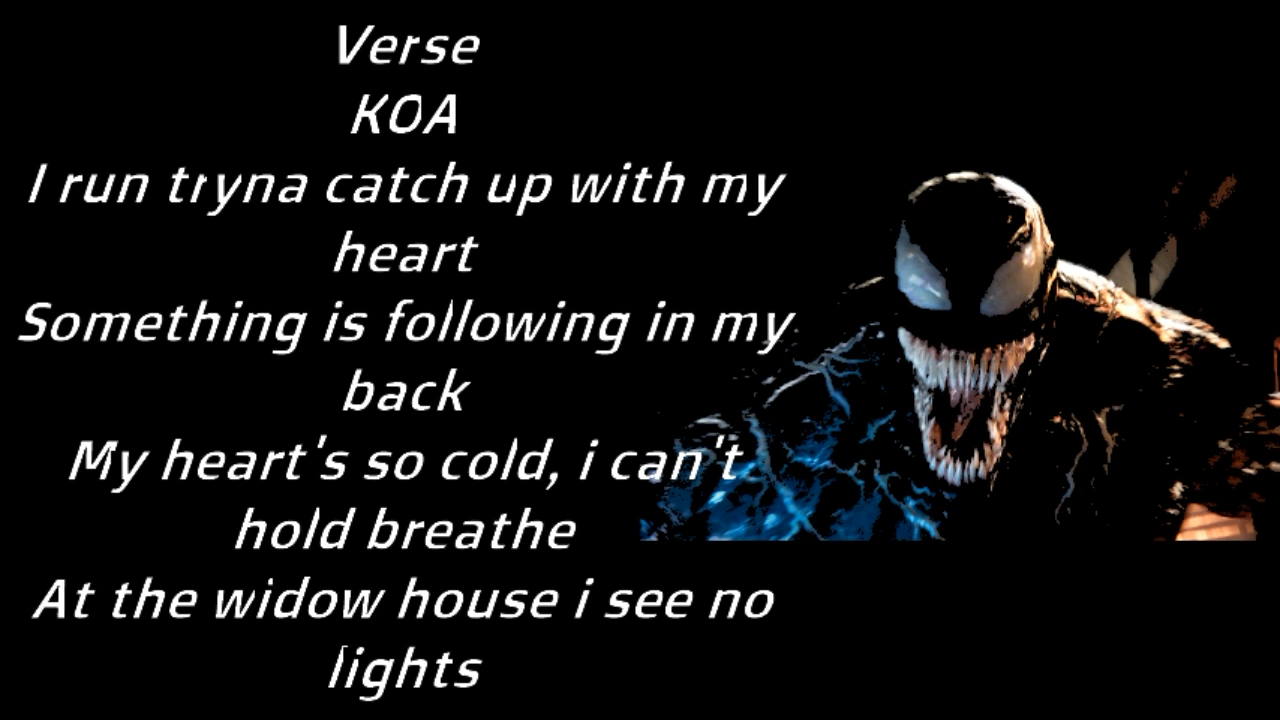 Verse
KOA
I run tryna catch up with my
heart
Something is following in my
back
My heart's so cold, i can't
hold breathe
At the widow house i see no
lights